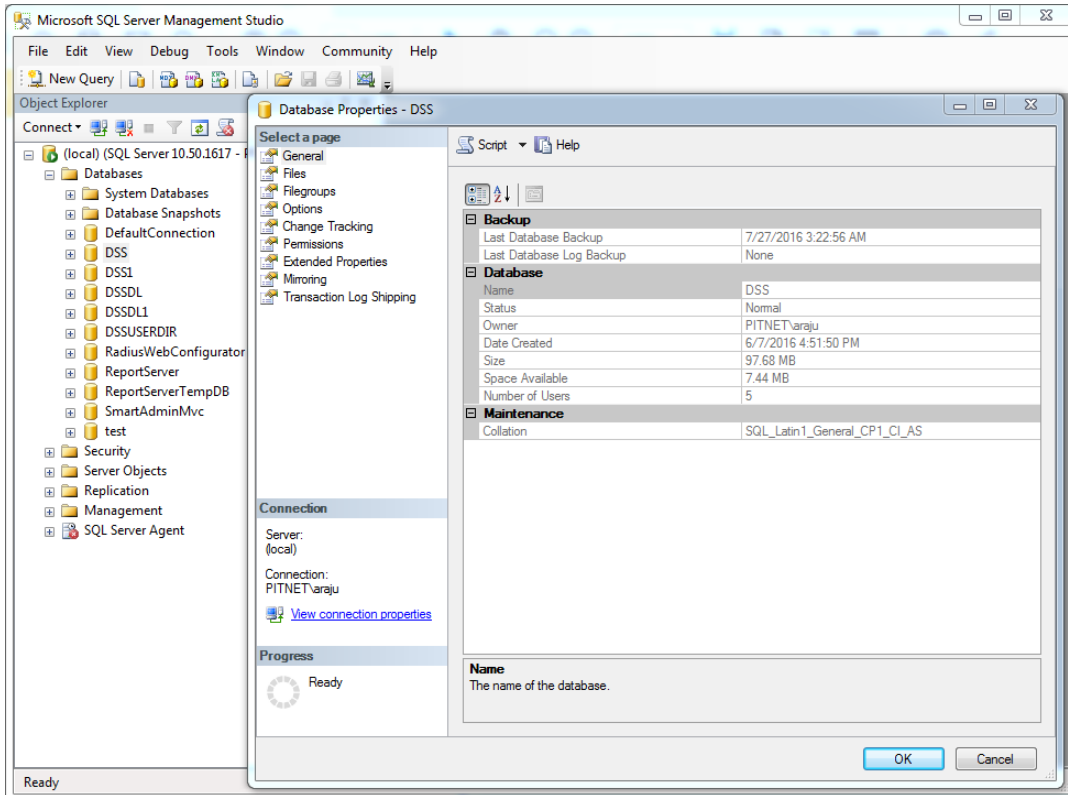 Microsoft SQL Server Management Studio
File Edit View Debug Tools Window Community Help
New Query
Object Explorer
Connect
(local) (SQL Server 10.50.1617 -
Databases
System Databases
Database Snapshots
DefaultConnection
DSS
DSS1
DSSDL
DSSDL1
DSSUSERDIR
RadiusWebConfigurator
ReportServer
ReportServerTempDB
SmartAdminMvc
test
Security
Server Objects
Replication
Management
SQL Server Agent
Ready
Database Properties - DSS
Select a page
General
Files
Filegroups
Options
Change Tracking
Permissions
Extended Properties
Mirroring
Transaction Log Shipping
Connection
Server:
(local)
Connection:
PITNET\araju
View connection properties
Progress
Ready
Script Help
Backup
Last Database Backup 7/27/2016 3:22:56 AM
Last Database Log Backup None
Database
Name DSS
Status Normal
Owner PITNET\araju
Date Created 6/7/2016 4:51:50 PM
Size 97.68 MB
Space Available 7.44 MB
Number of Users 5
Maintenance
Collation SQL_Latin1_General_CP1_CI_AS
Name
The name of the database.
OK Cancel